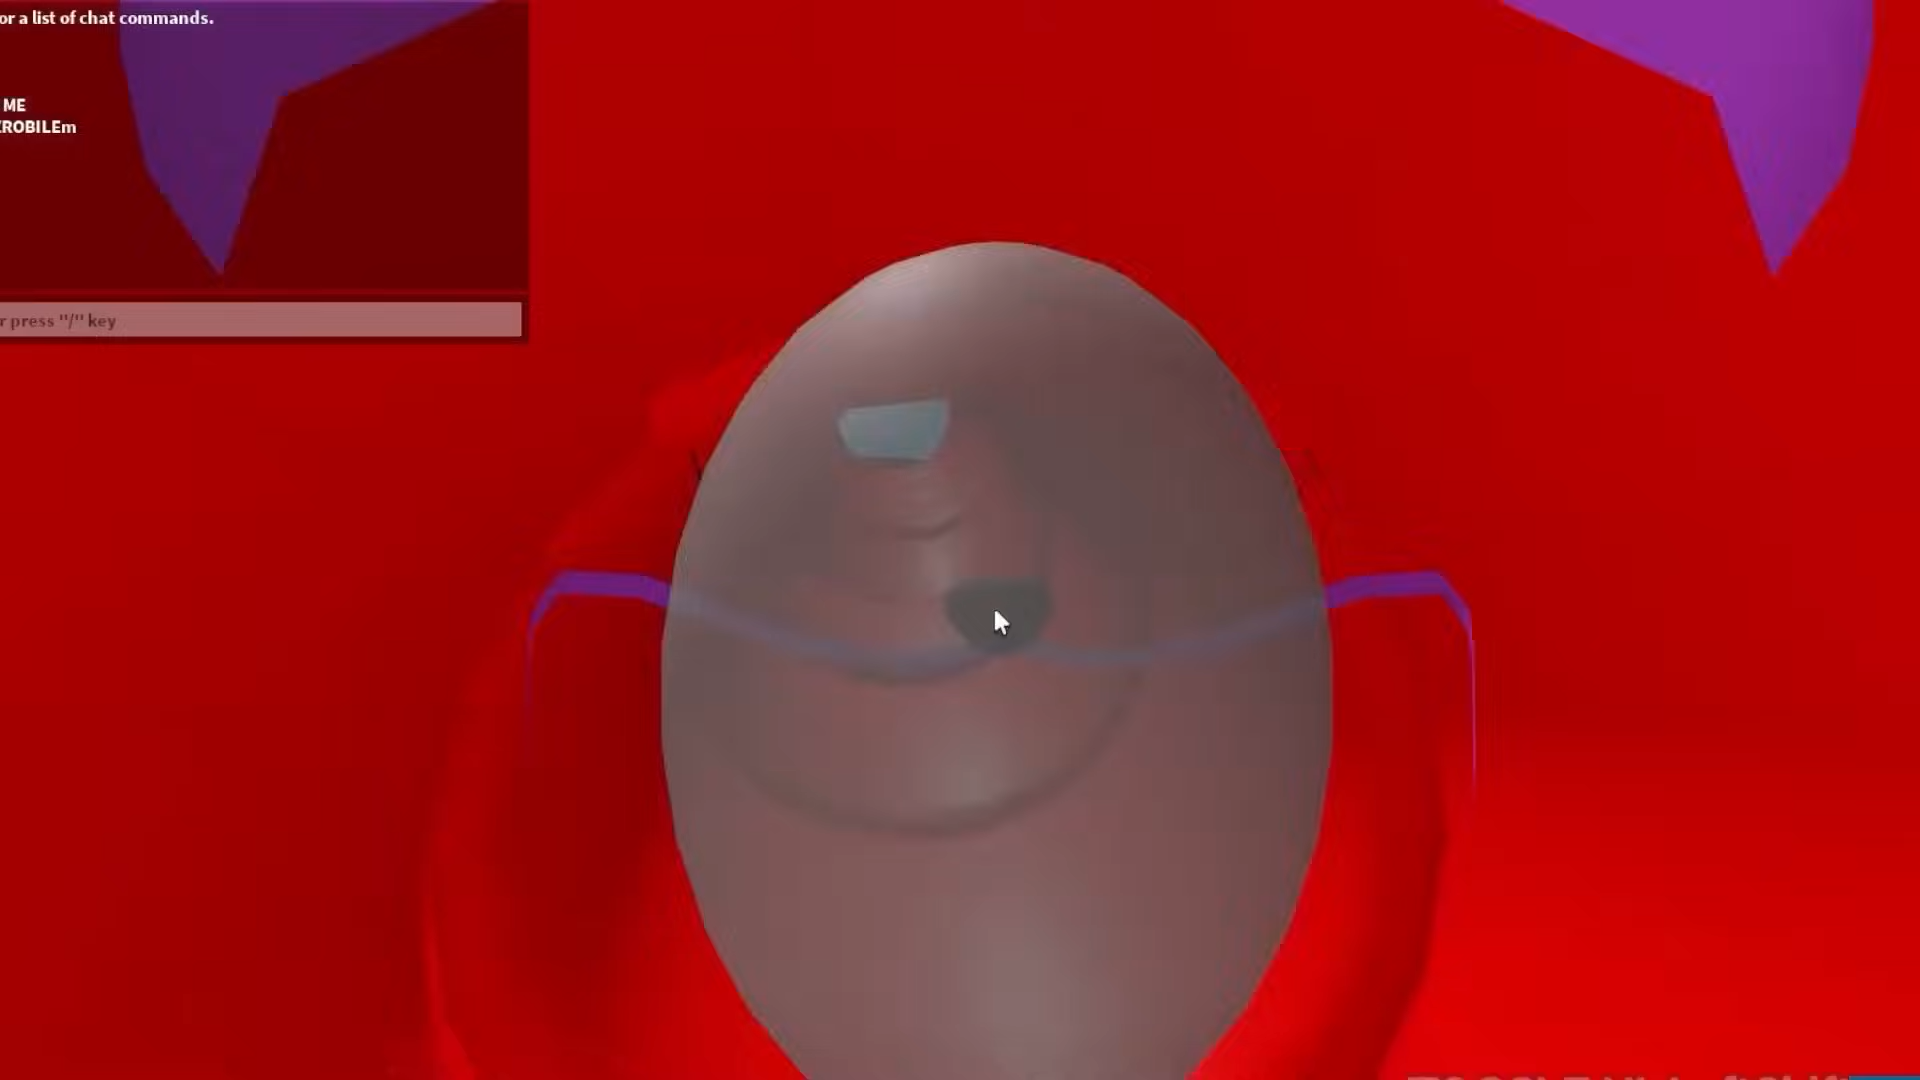 or a list of chat commands.
ME
ROBILEm
r press "/" key